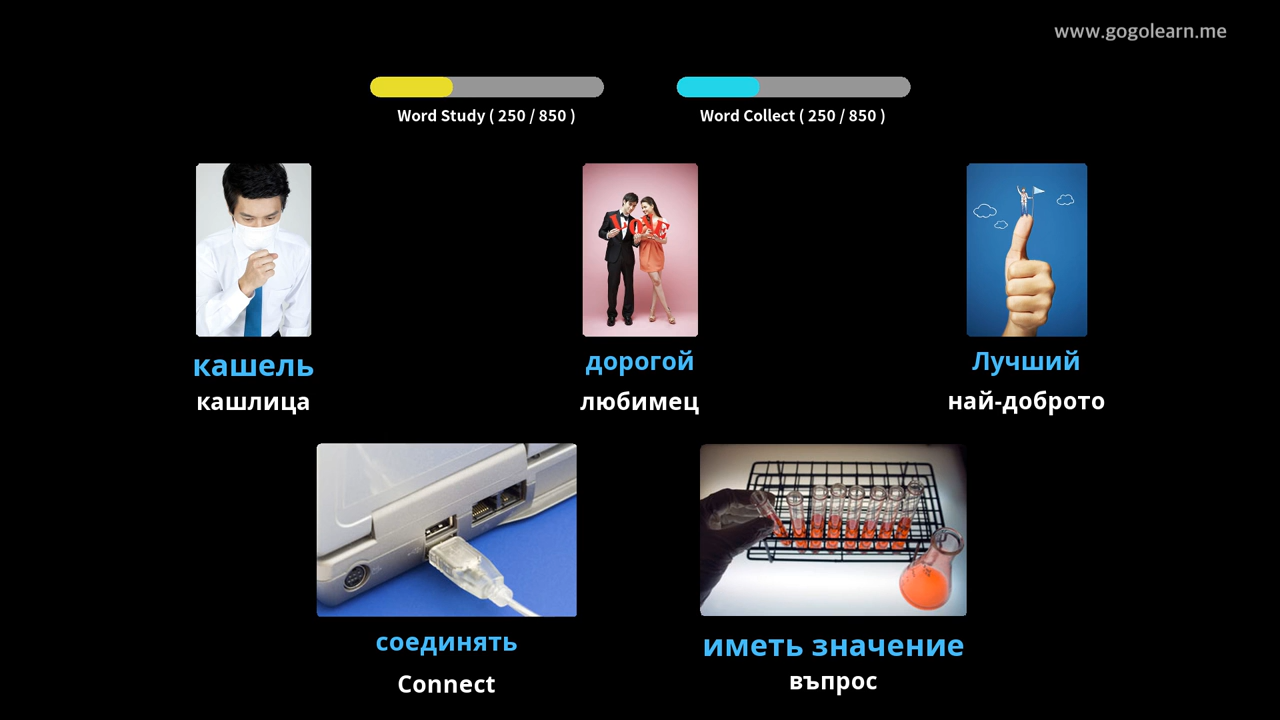 www.gogolearn.me
Word Study ( 250 / 850 )
Word Collect ( 250 / 850 )
LOVE
кашель
кашлица
дорогой
любимец
Лучший
най-доброто
соединять
Connect
иметь значение
въпрос